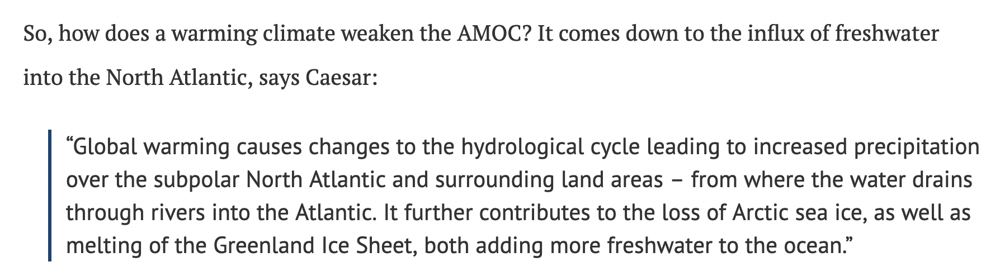 So, how does a warming climate weaken the AMOC? It comes down to the influx of freshwater
into the North Atlantic, says Caesar:
“Global warming causes changes to the hydrological cycle leading to increased precipitation
over the subpolar North Atlantic and surrounding land areas – from where the water drains
through rivers into the Atlantic. It further contributes to the loss of Arctic sea ice, as well as
melting of the Greenland Ice Sheet, both adding more freshwater to the ocean.”